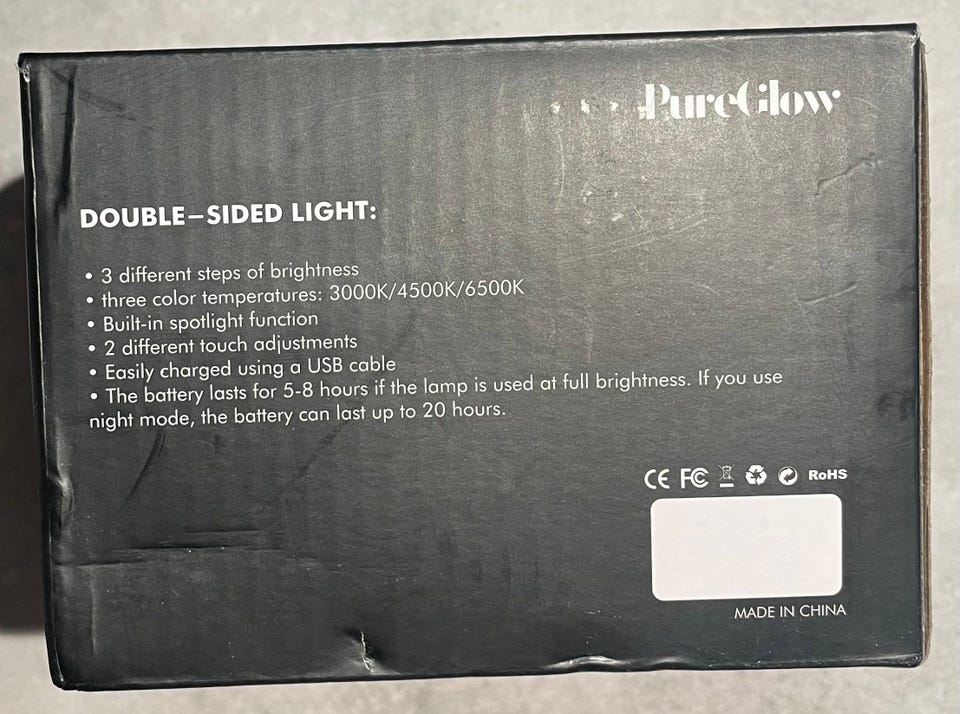 PureGlow
DOUBLE–SIDED LIGHT:
• 3 different steps of brightness
• three color temperatures: 3000K/4500K/6500K
• Built-in spotlight function
• 2 different touch adjustments
• Easily charged using a USB cable
• The battery lasts for 5-8 hours if the lamp is used at full brightness. If you use
night mode, the battery can last up to 20 hours.
CE FC RoHS
MADE IN CHINA